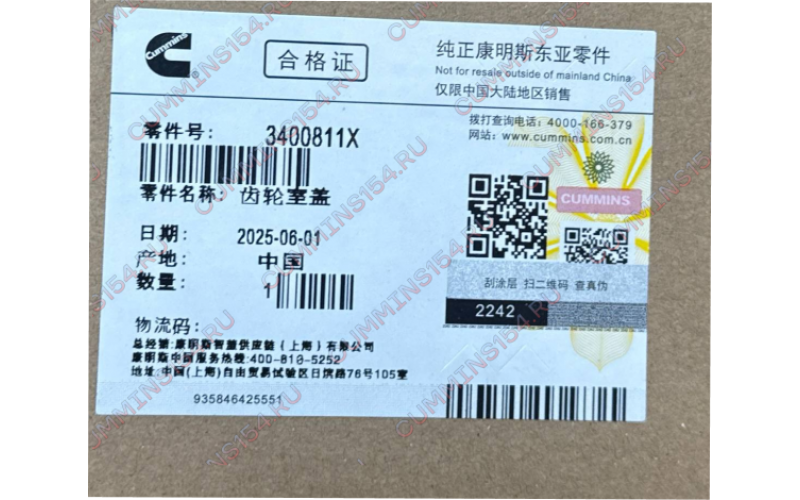 Cummins
合格证
纯正康明斯东亚零件
Not for resale outside of mainland China
仅限中国大陆地区销售
拨打查询电话：4000-166-379
网站：www.cummins.com.cn
零件号： 3400811X
零件名称： 齿轮室盖
CUMMINS
日期： 2025-06-01
产地： 中国
数量： 1
刮涂层 扫二维码 查真伪
2242
物流码：
总经销:康明斯智慧供应链（上海）有限公司
康明斯中国服务热线:400-810-5252
地址:中国(上海)自由贸易试验区日滨路76号105室
935846425551
CUMMINS154.RU